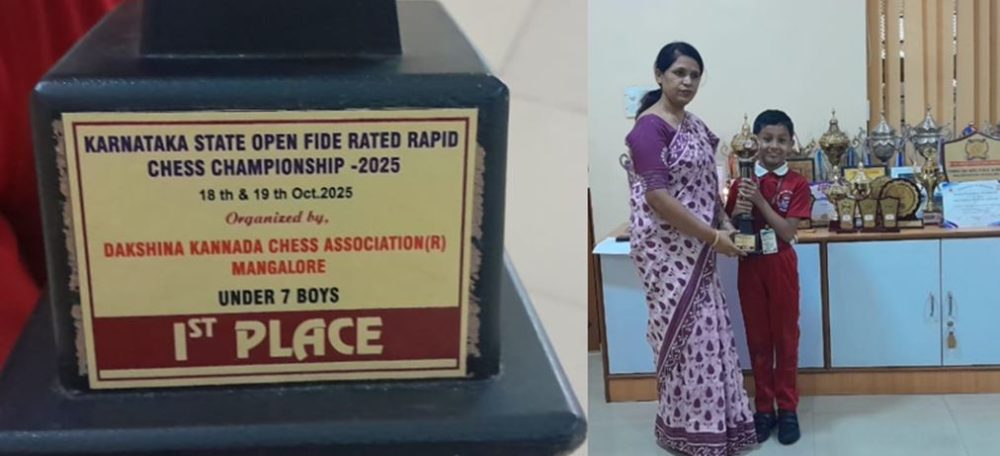 KARNATAKA STATE OPEN FIDE RATED RAPID
CHESS CHAMPIONSHIP -2025
18 th & 19 th Oct.2025
Organized by,
DAKSHINA KANNADA CHESS ASSOCIATION(R)
MANGALORE
UNDER 7 BOYS
1ST PLACE